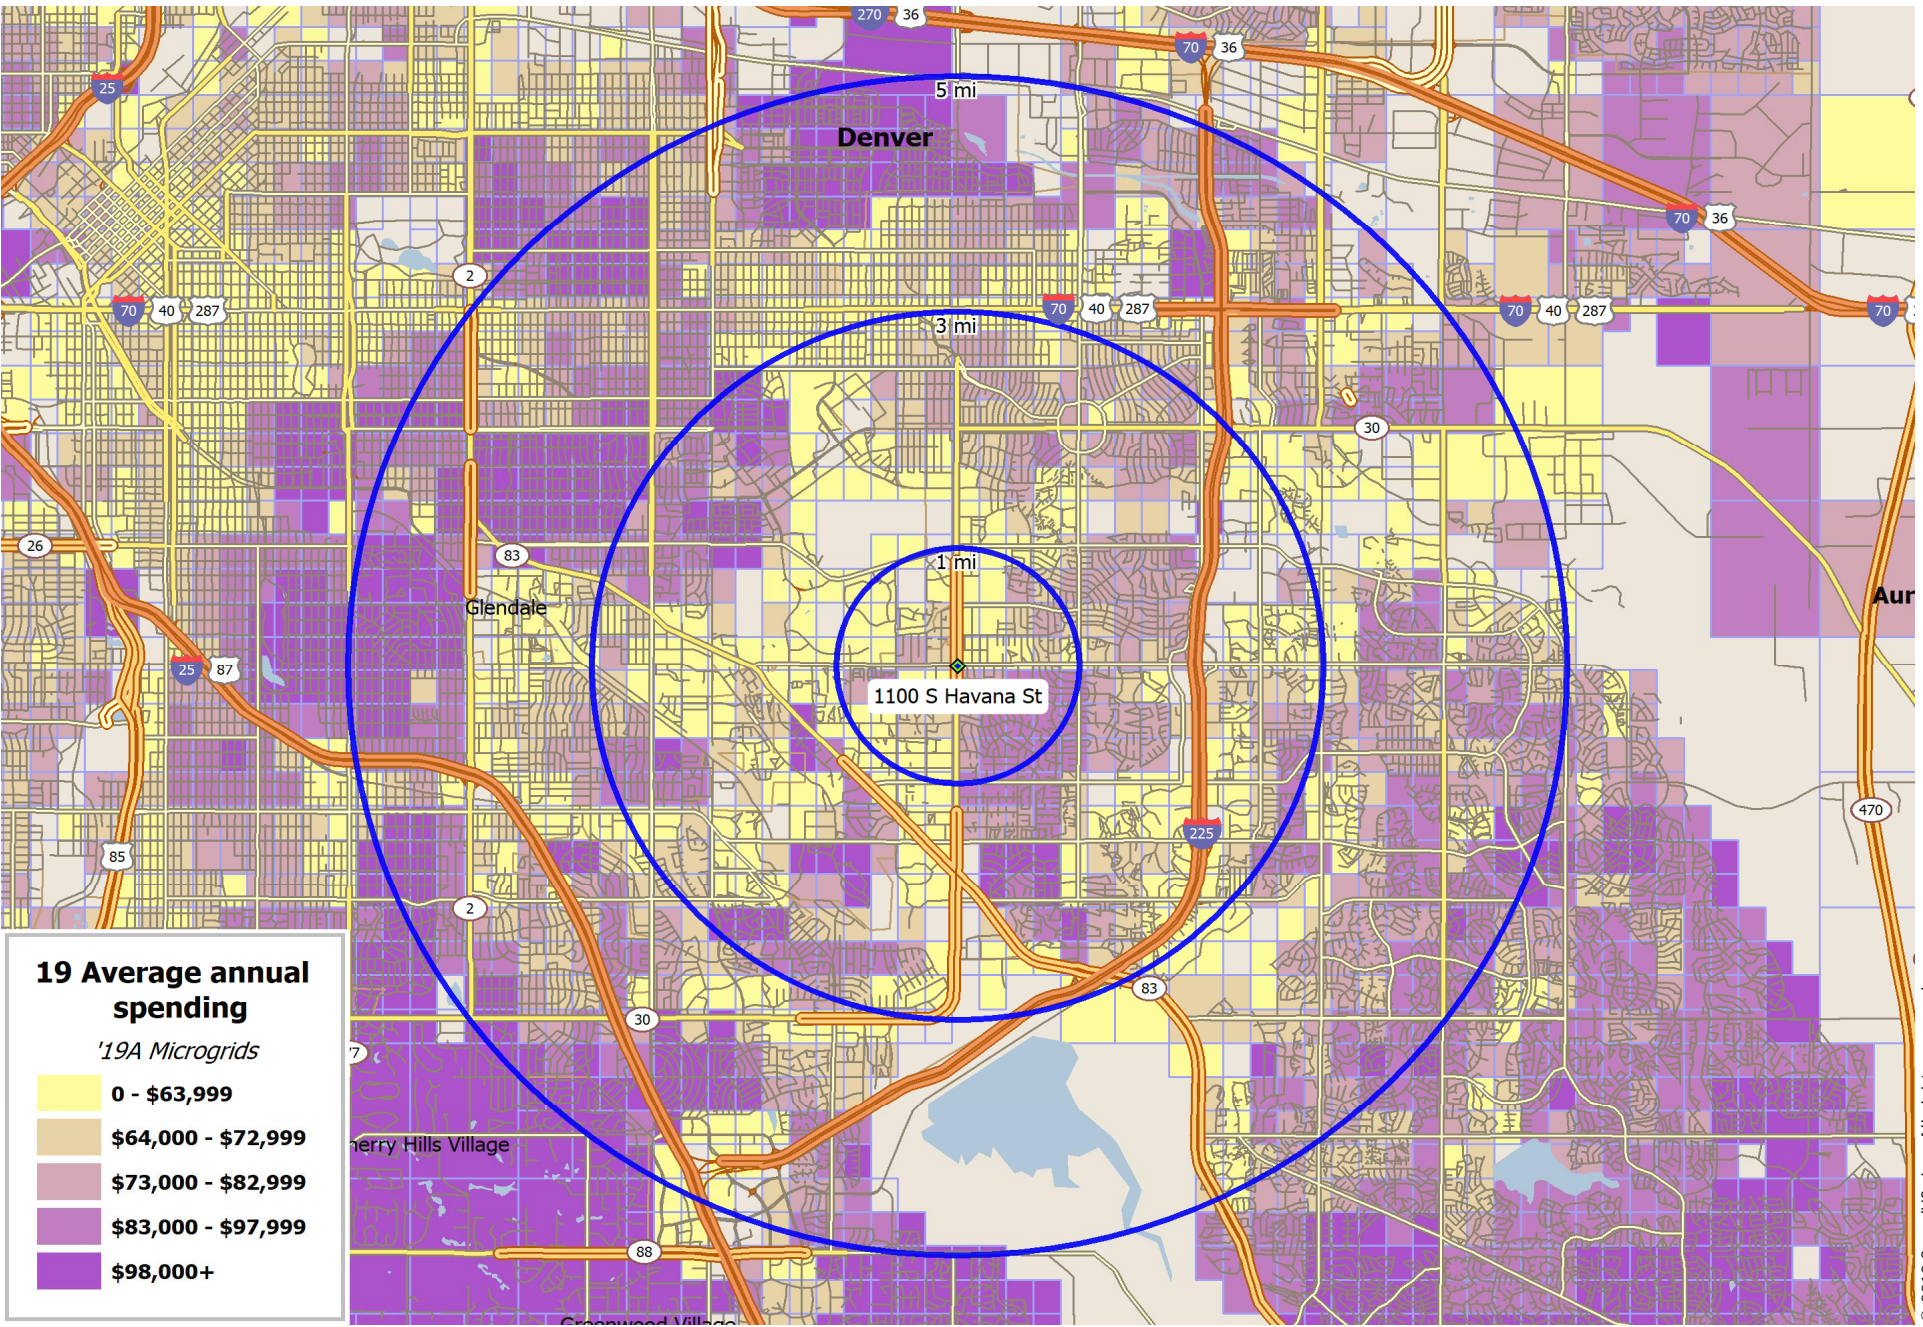 270 36
70 36
25
5 mi
Denver
70 36
2
70 40 287
70 40 287
70 40 287
70
3 mi
30
26
83
1 mi
Aur
Glendale
25 87
1100 S Havana St
470
225
85
2
83
30
'7
herry Hills Village
88
Greenwood Village
19 Average annual
spending
'19A Microgrids
0 - $63,999
$64,000 - $72,999
$73,000 - $82,999
$83,000 - $97,999
$98,000+